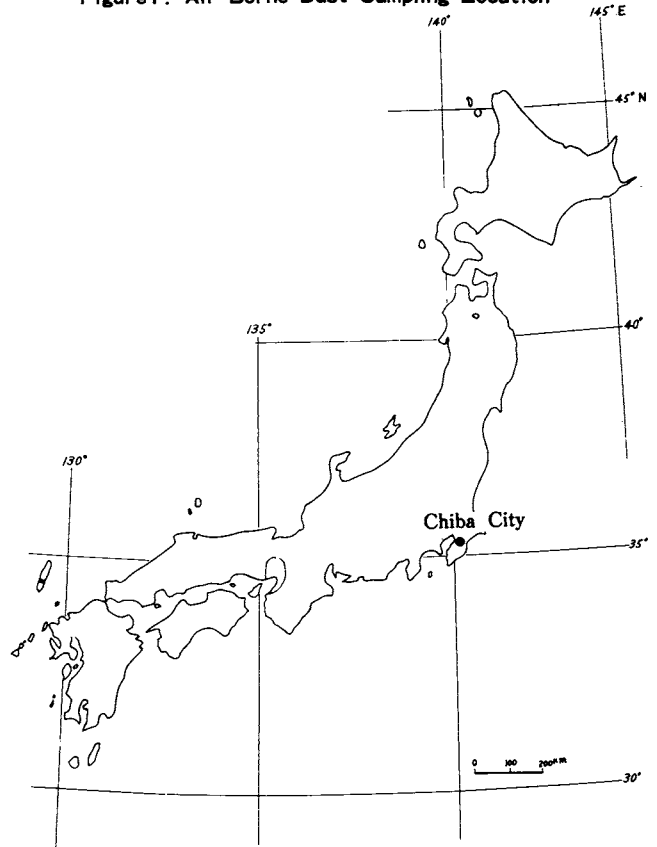 Figure1. Air Borne Dust Sampling Location
140°
145° E
45° N
135°
40°
130°
Chiba City
35°
0 100 200km
30°